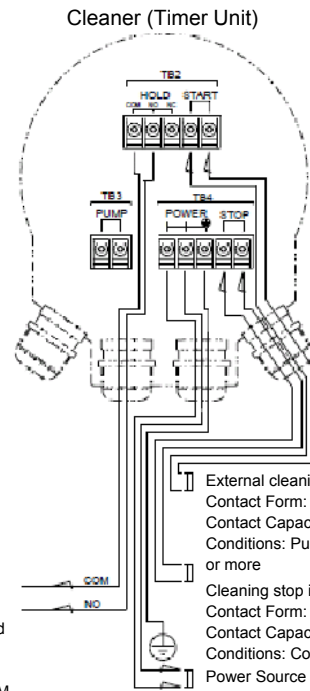 Cleaner (Timer Unit)
TB2
HOLD START
COM NO NC
TB3 TB4
PUMP POWER STOP
External cleani
Contact Form:
Contact Capac
Conditions: Pu
or more
Cleaning stop i
COM
Contact Form:
NO
Contact Capac
d
Conditions: Co
Power Source
M